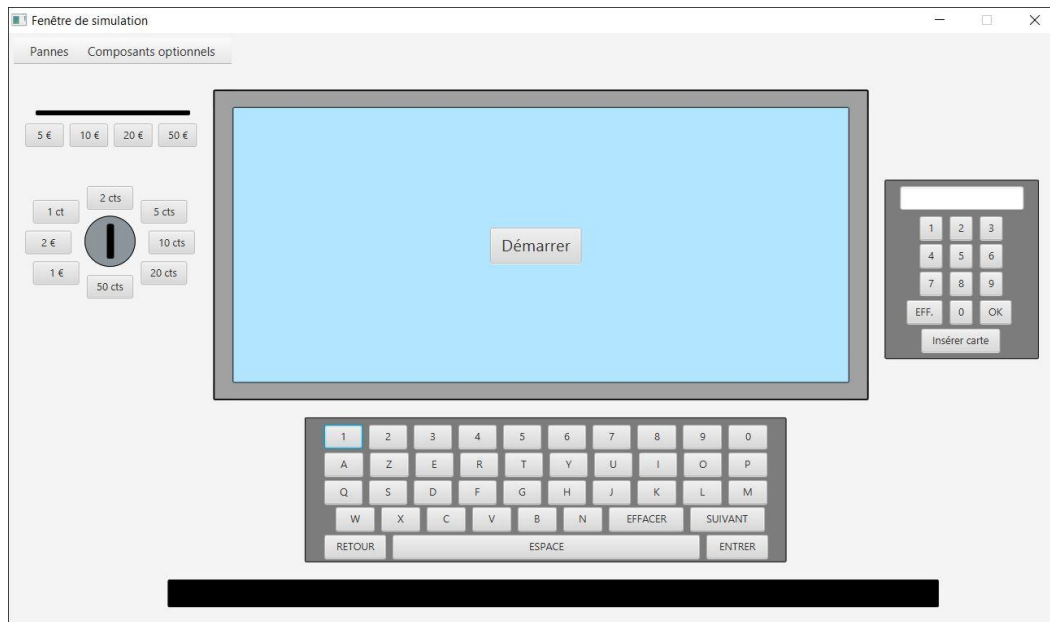 Fenêtre de simulation
Pannes Composants optionnels
5 € 10 € 20 € 50 €
2 cts
1 ct 5 cts
2 € 10 cts
1 € 20 cts
50 cts
Démarrer
1 2 3
4 5 6
7 8 9
EFF. 0 OK
Insérer carte
1 2 3 4 5 6 7 8 9 0
A Z E R T Y U I O P
Q S D F G H J K L M
W X C V B N EFFACER SUIVANT
RETOUR ESPACE ENTRER